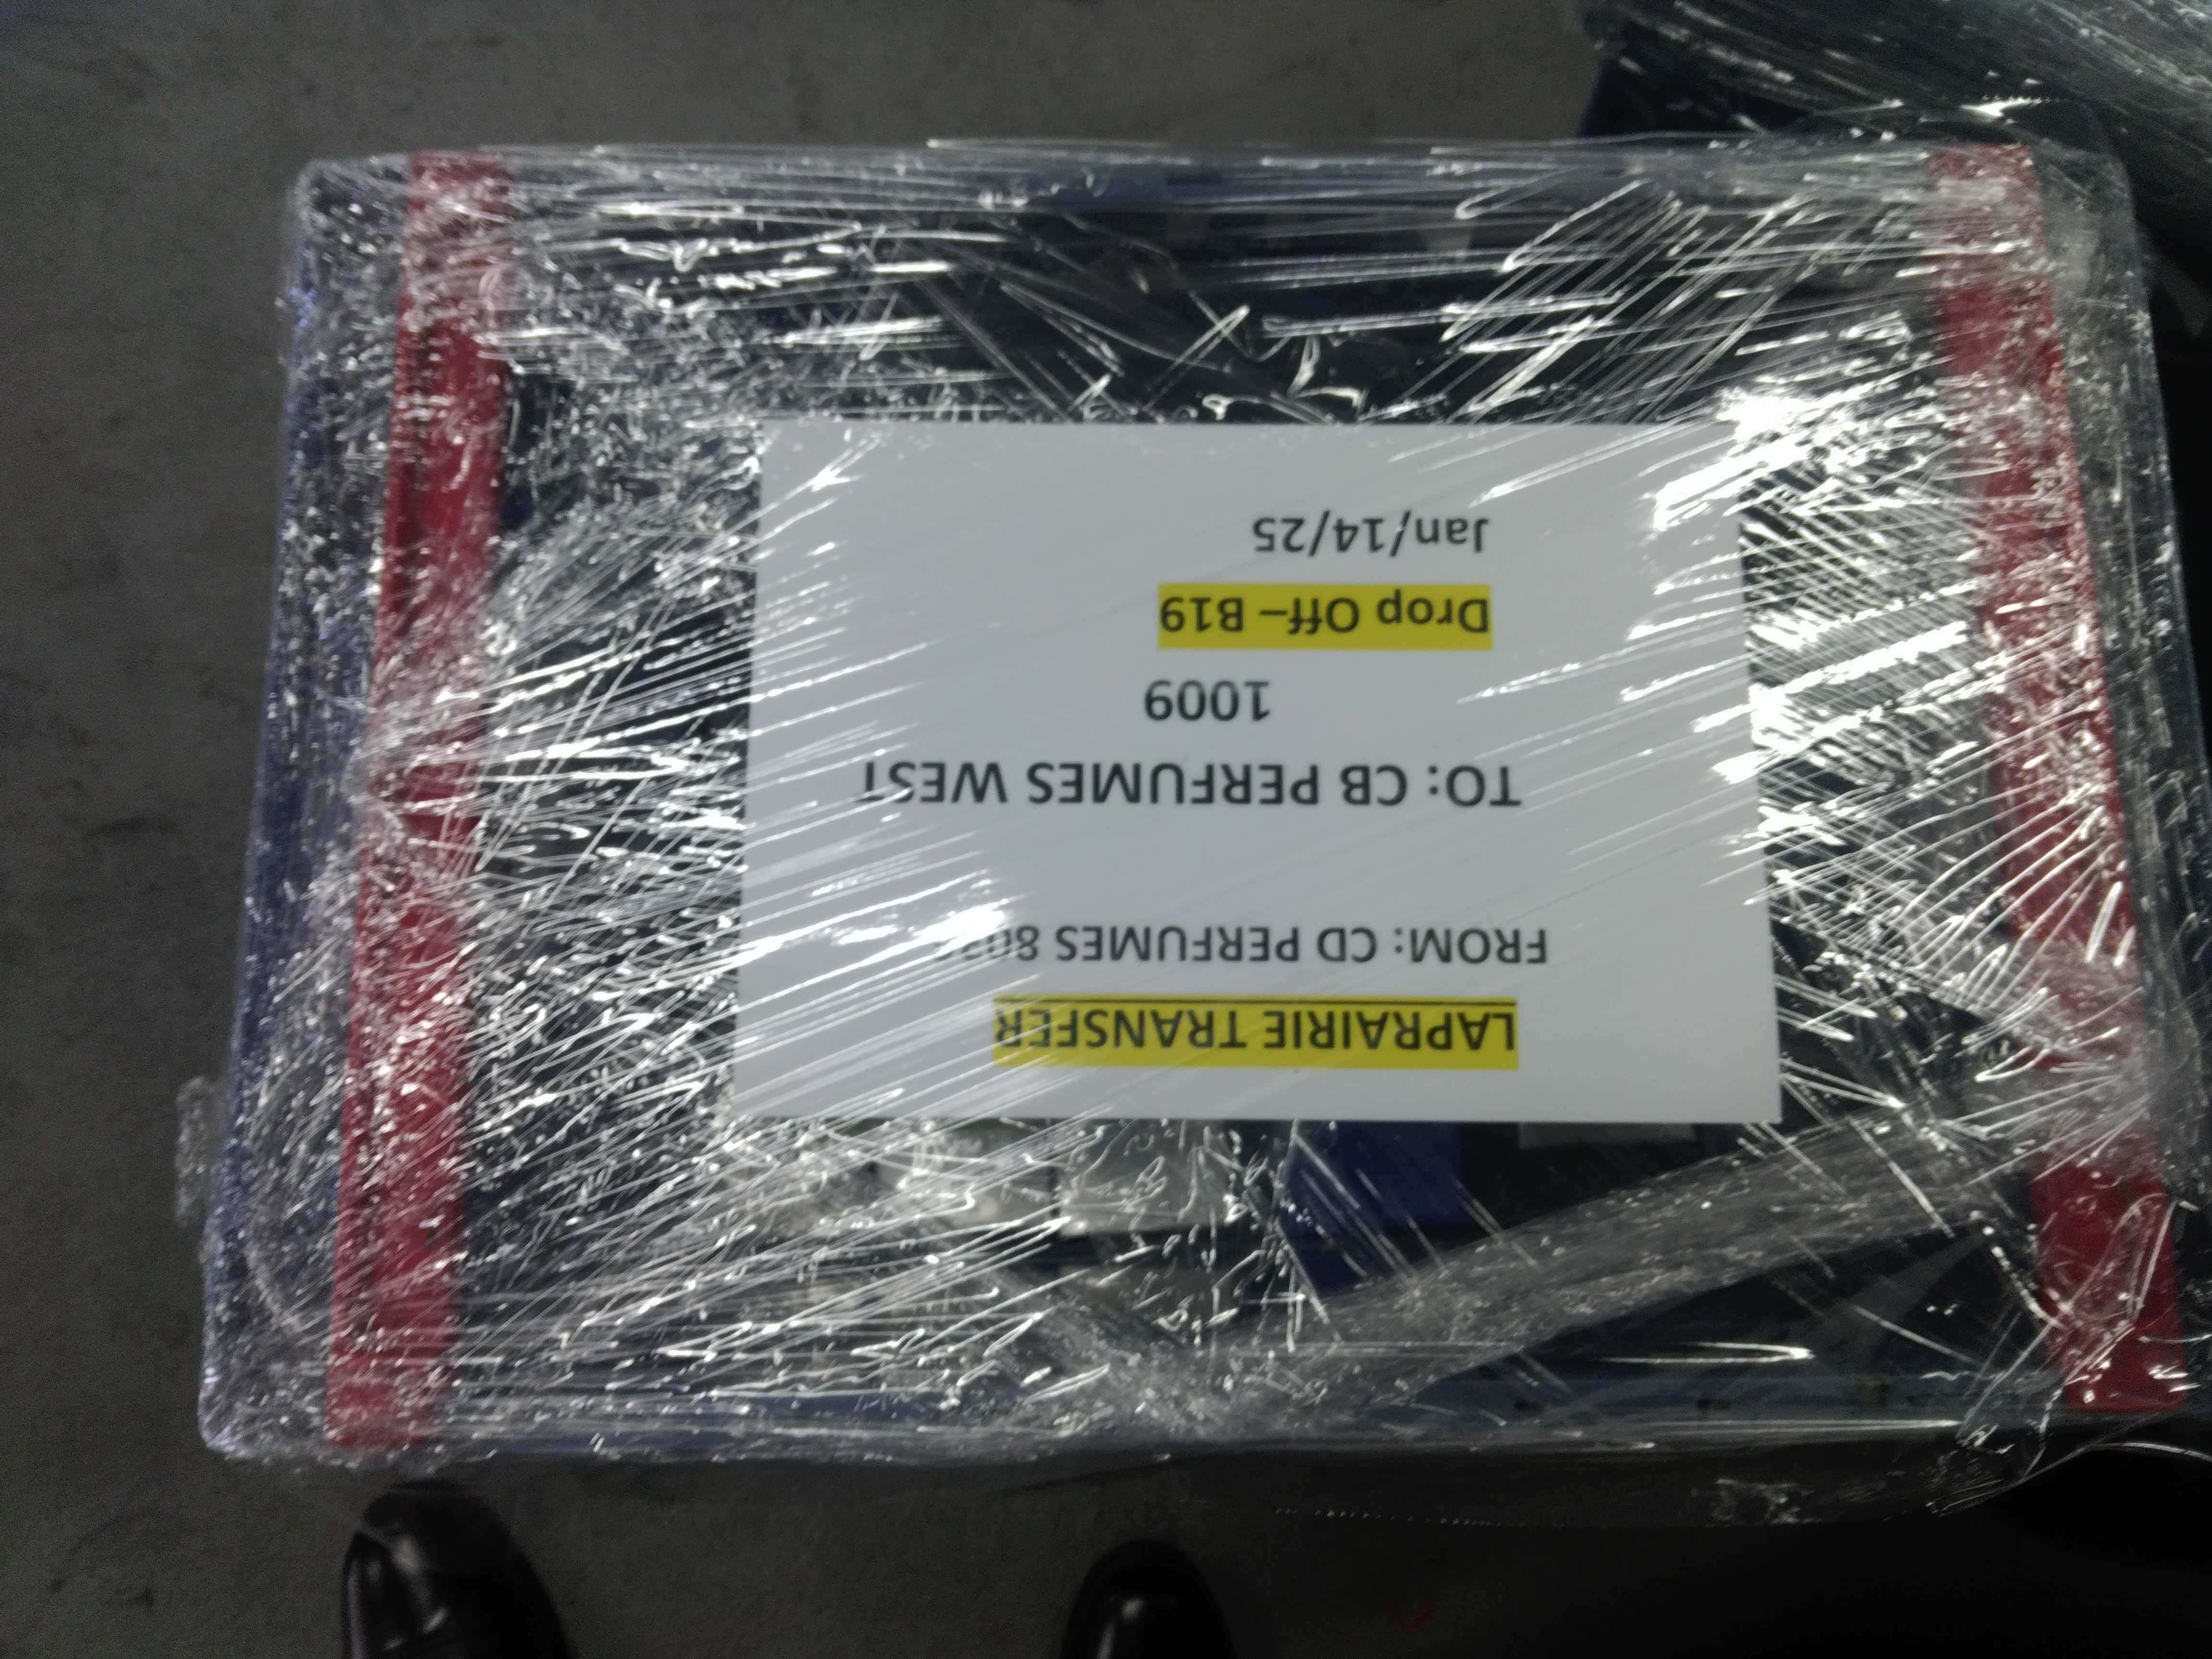 LAPRAIRIE TRANSFER
FROM: CD PERFUMES
TO: CB PERFUMES WEST
1009
Drop Off– B19
Jan/14/25